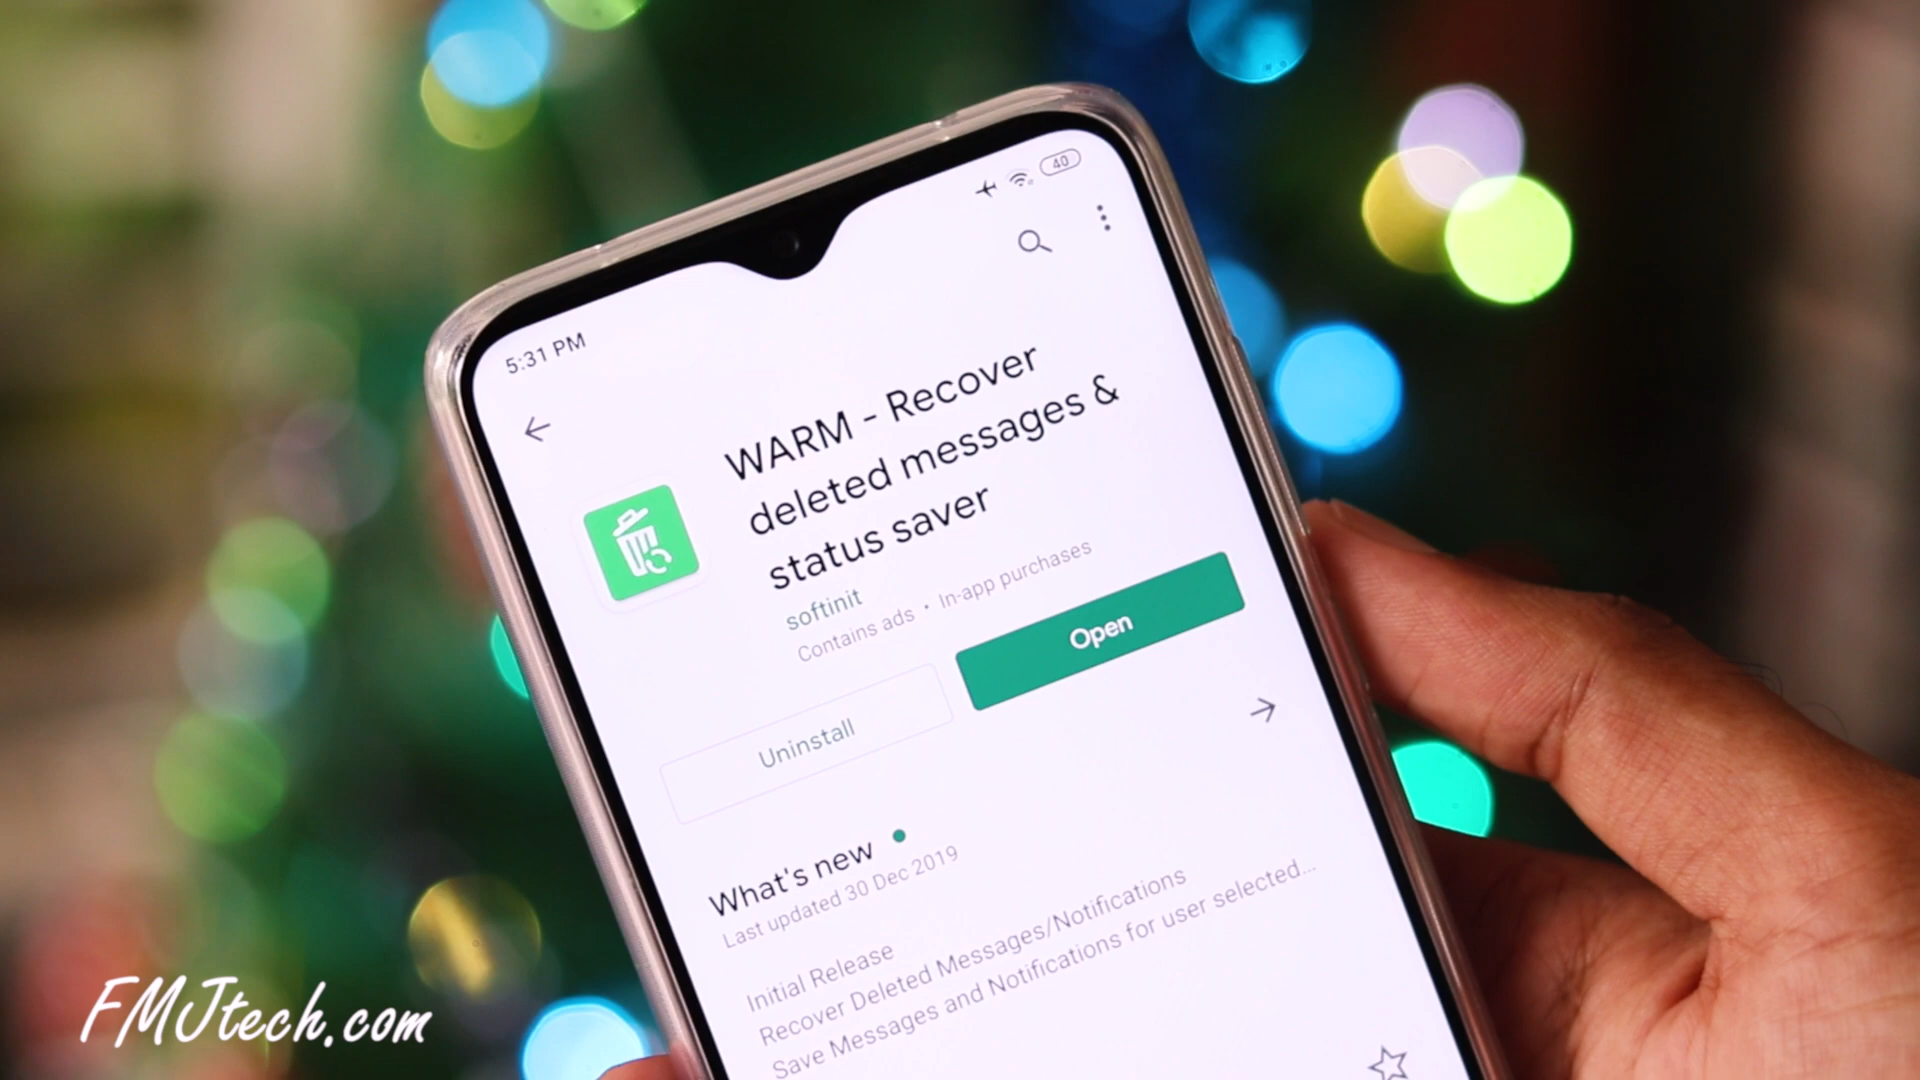 40
5:31 PM
WARM - Recover
deleted messages &
status saver
softinit
Contains ads • In-app purchases
Uninstall
Open
What's new
Last updated 30 Dec 2019
Initial Release
Recover Deleted Messages/Notifications
Save Messages and Notifications for user selected...
FMJtech.com